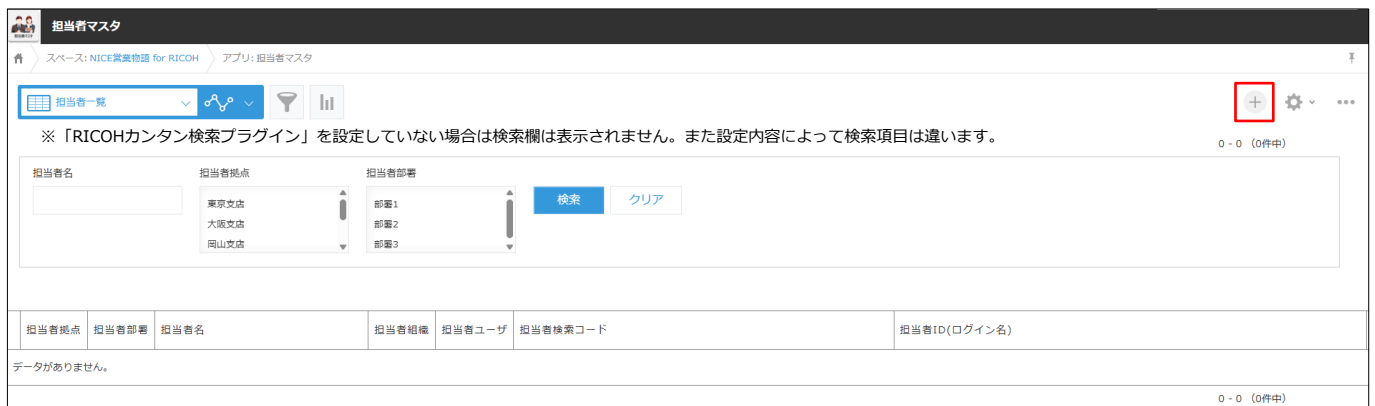 担当者マスタ
スペース: NICE営業物語 for RICOH アプリ: 担当者マスタ
担当者一覧
※「RICOHカンタン検索プラグイン」を設定していない場合は検索欄は表示されません。また設定内容によって検索項目は違います。
0 - 0 (0件中)
担当者名 担当者拠点 担当者部署
東京支店 部署1 検索 クリア
大阪支店 部署2
岡山支店 部署3
担当者拠点 担当者部署 担当者名 担当者組織 担当者ユーザ 担当者検索コード 担当者ID(ログイン名)
データがありません。
0 - 0 (0件中)